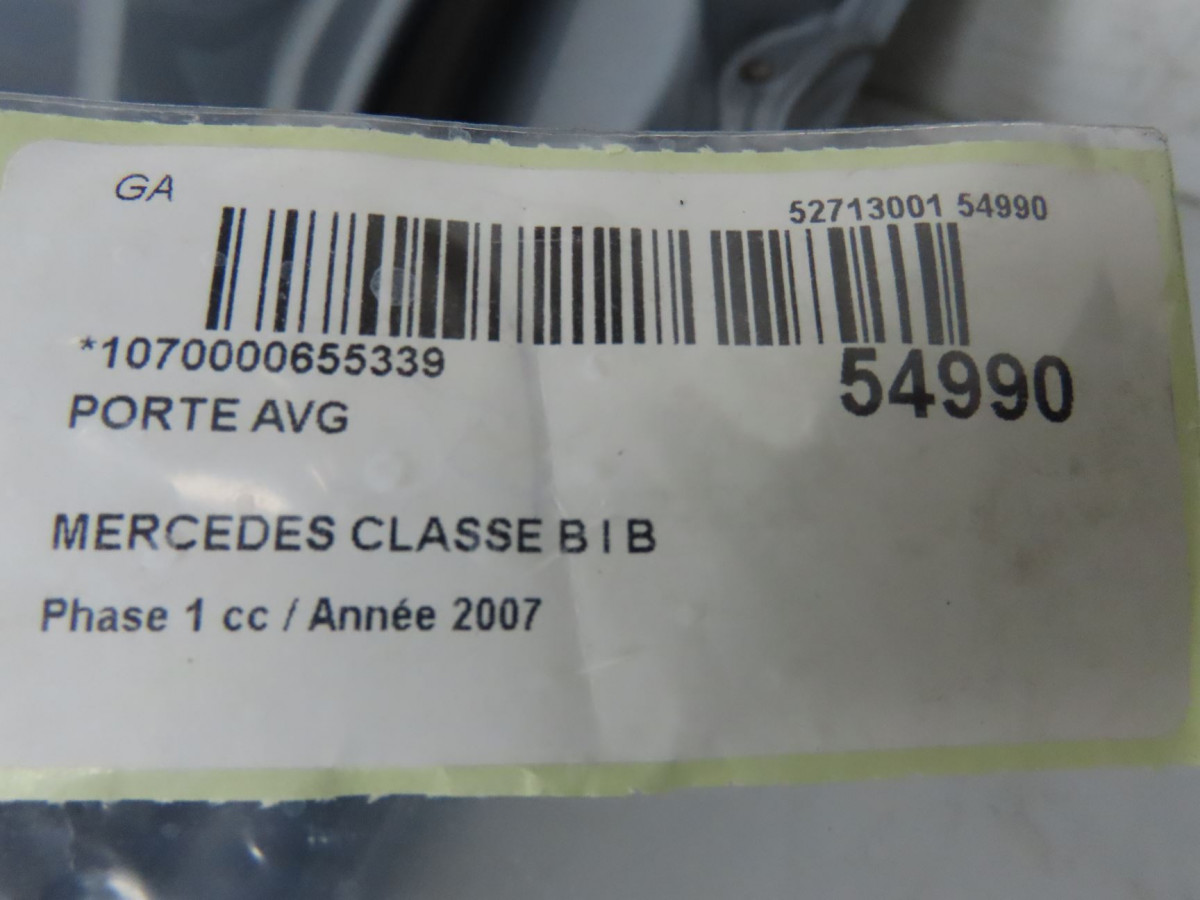 GA
52713001 54990
*1070000655339
54990
PORTE AVG
MERCEDES CLASSE B I B
Phase 1 cc / Année 2007